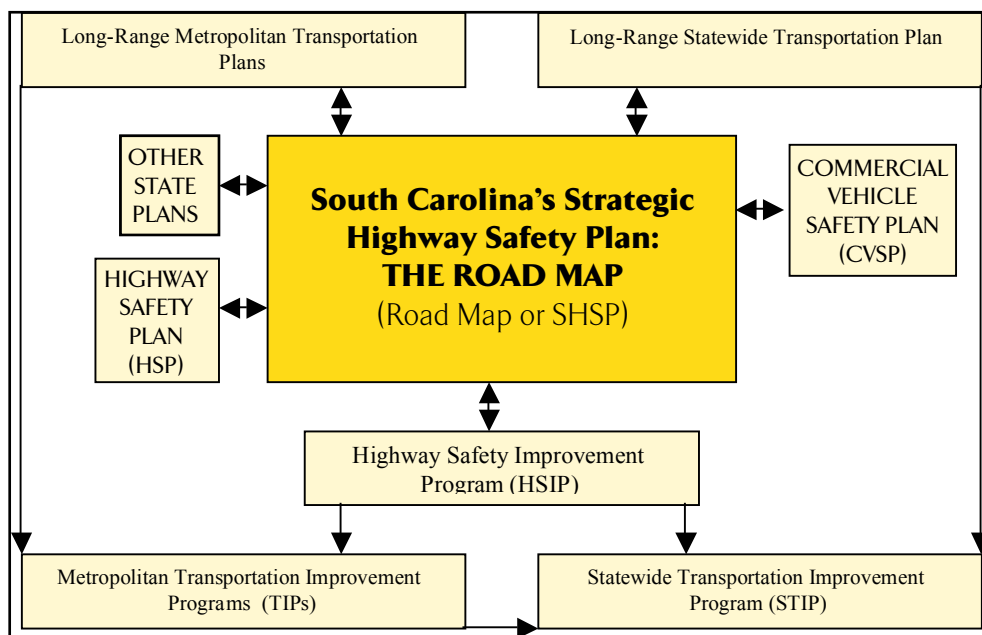 Long-Range Metropolitan Transportation
Plans
Long-Range Statewide Transportation Plan
OTHER
STATE
PLANS
South Carolina's Strategic
Highway Safety Plan:
THE ROAD MAP
(Road Map or SHSP)
COMMERCIAL
VEHICLE
SAFETY PLAN
(CVSP)
HIGHWAY
SAFETY
PLAN
(HSP)
Highway Safety Improvement
Program (HSIP)
Metropolitan Transportation Improvement
Programs (TIPs)
Statewide Transportation Improvement
Program (STIP)